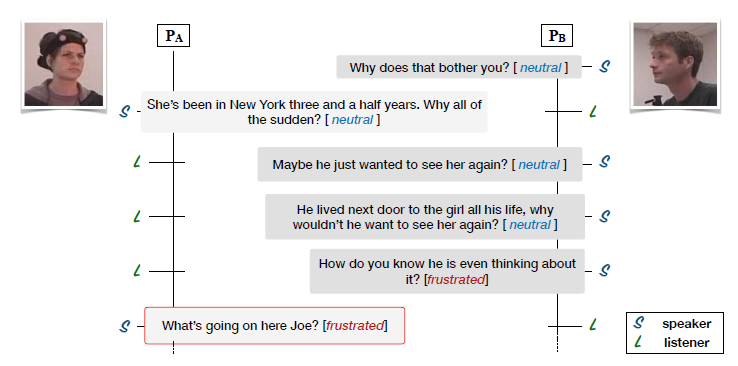 PA
PB
Why does that bother you? [ neutral ]
S
S
She's been in New York three and a half years. Why all of
the sudden? [ neutral ]
L
L
Maybe he just wanted to see her again? [ neutral ]
S
L
He lived next door to the girl all his life, why
wouldn't he want to see her again? [ neutral ]
S
L
How do you know he is even thinking about
it? [frustrated]
S
S
What's going on here Joe? [frustrated]
L
S speaker
L listener